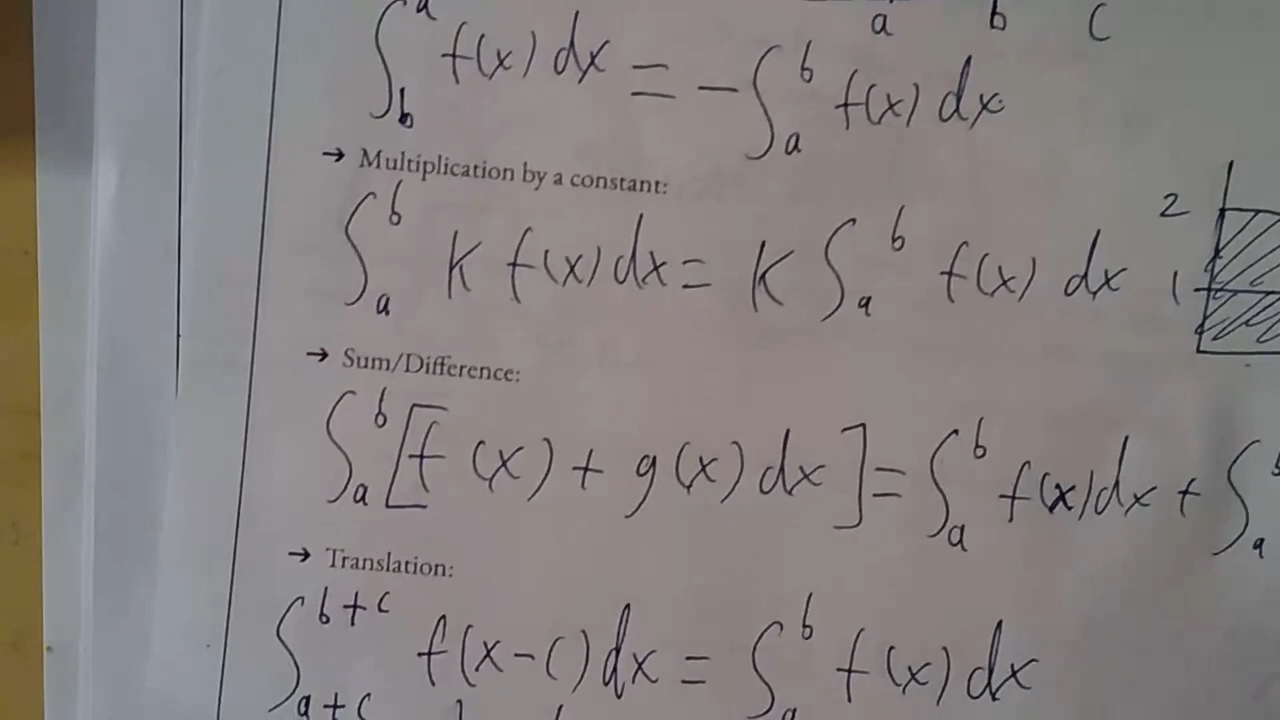 a b c
∫_b^a f(x) dx = -∫_a^b f(x) dx
→ Multiplication by a constant:
∫_a^b K f(x) dx = K ∫_a^b f(x) dx
2
1
→ Sum/Difference:
∫_a^b [f(x) + g(x) dx] = ∫_a^b f(x) dx + ∫_a^b
→ Translation:
∫_{a+c}^{b+c} f(x-c) dx = ∫_a^b f(x) dx